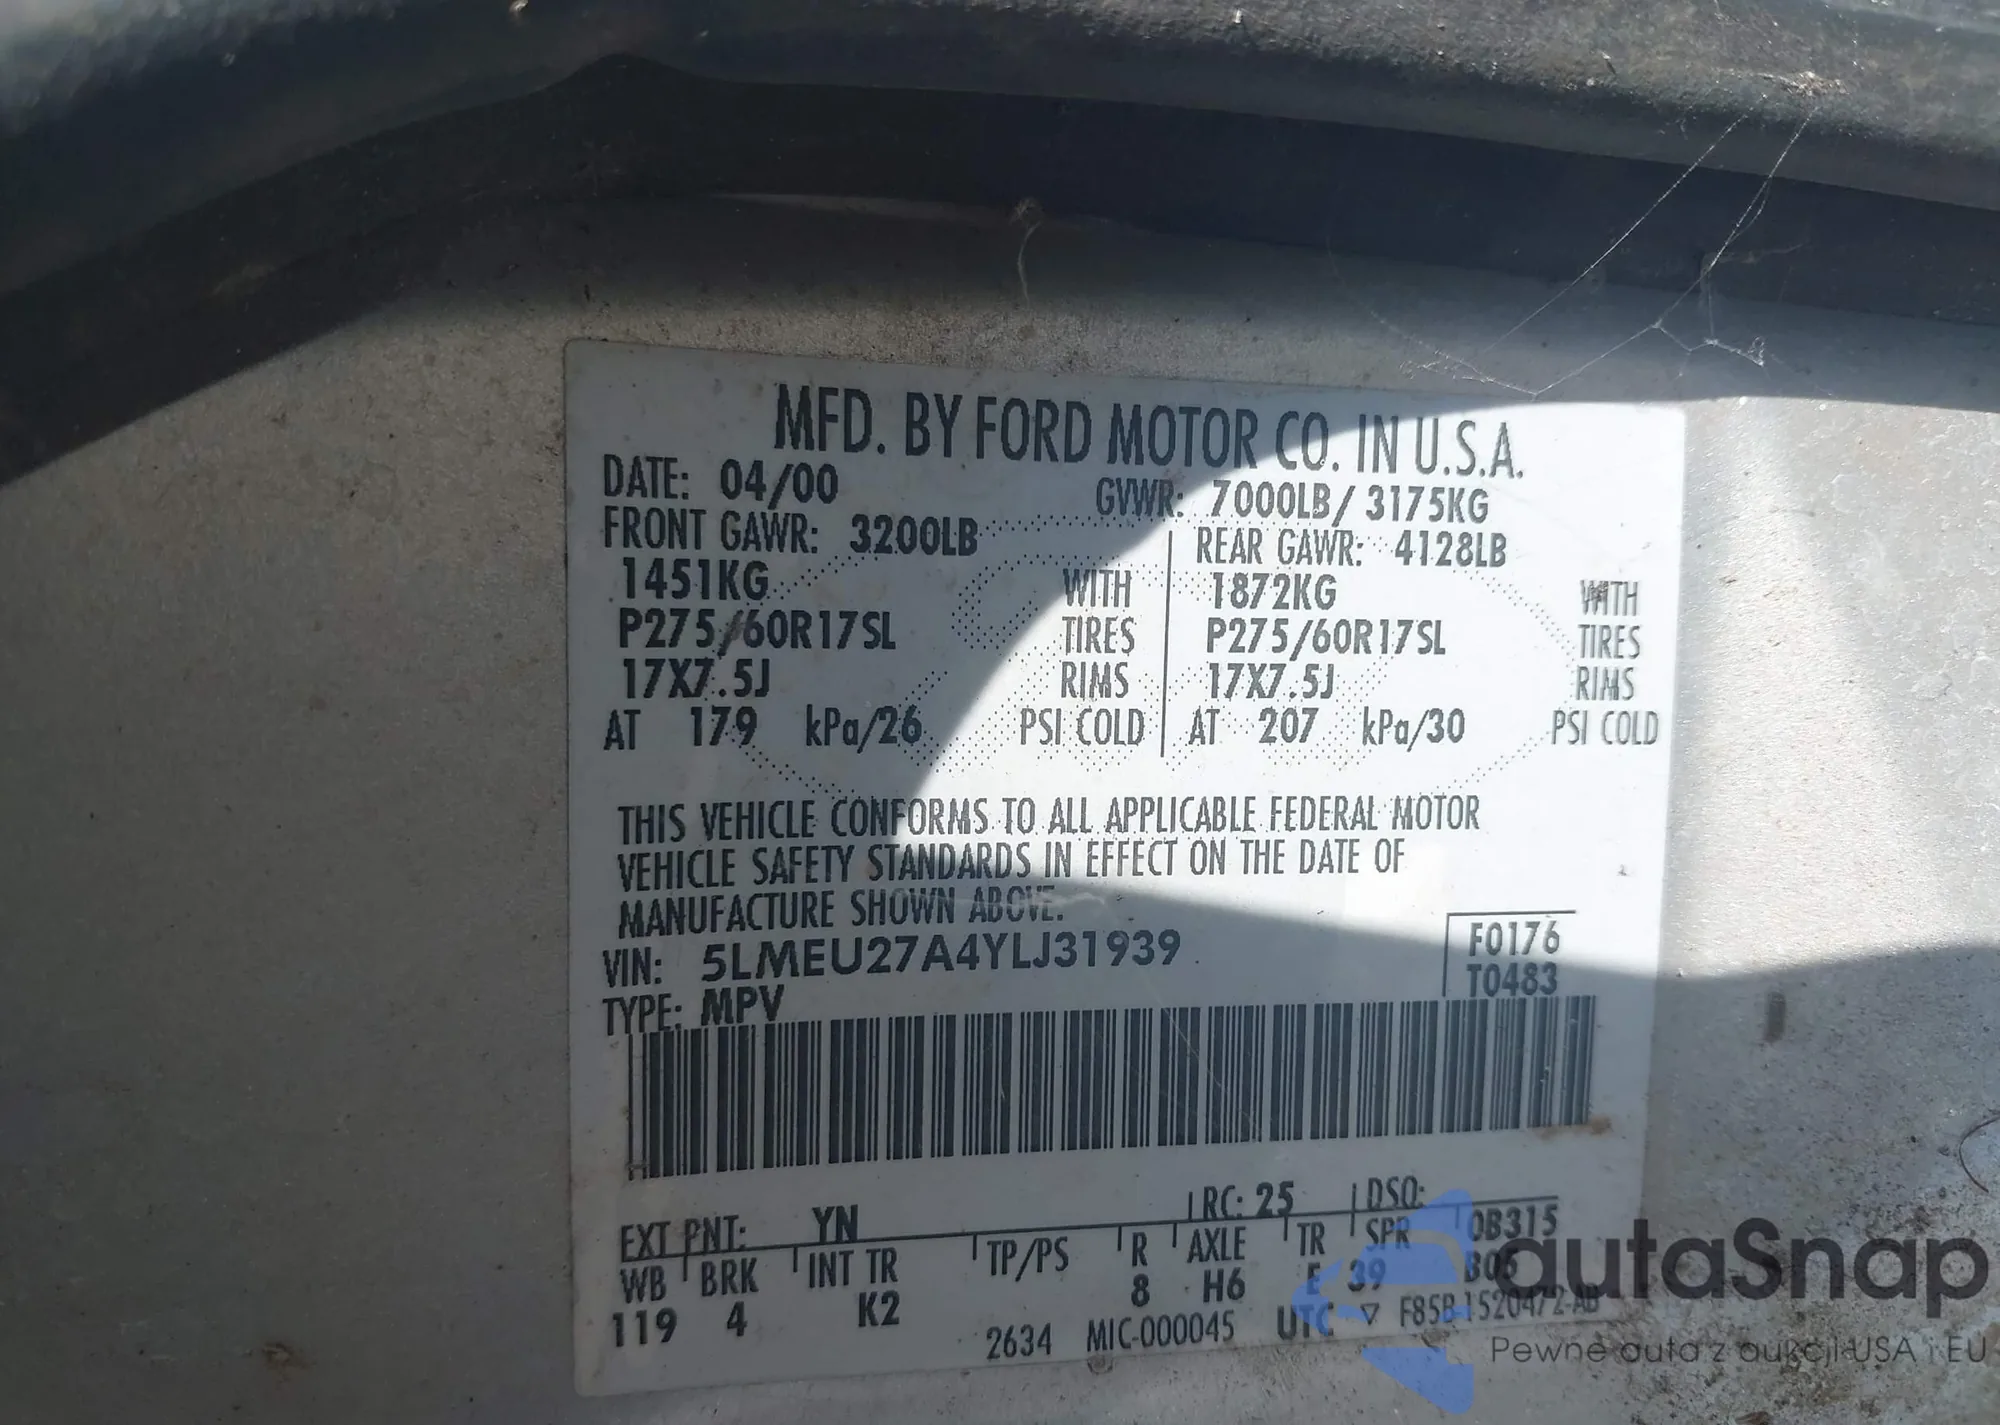 MFD. BY FORD MOTOR CO. IN U.S.A.
DATE: 04/00 GVWR: 7000LB/ 3175KG
FRONT GAWR: 3200LB REAR GAWR: 4128LB
1451KG WITH 1872KG WITH
P275/60R17SL TIRES P275/60R17SL TIRES
17X7.5J RIMS 17X7.5J RIMS
AT 179 kPa/26 PSI COLD AT 207 kPa/30 PSI COLD
THIS VEHICLE CONFORMS TO ALL APPLICABLE FEDERAL MOTOR
VEHICLE SAFETY STANDARDS IN EFFECT ON THE DATE OF
MANUFACTURE SHOWN ABOVE.
VIN: 5LMEU27A4YLJ31939 F0176
TYPE: MPV T0483
EXT PNT: YN RC: 25 DSO:
WB BRK INT TR TP/PS R AXLE TR SPR 0B315
119 4 K2 8 H6 E 39 B06
2634 MIC-000045 UTC ▽ F85B-1520472-AB
autaSnap
Pewne auta z aukcji USA i EU